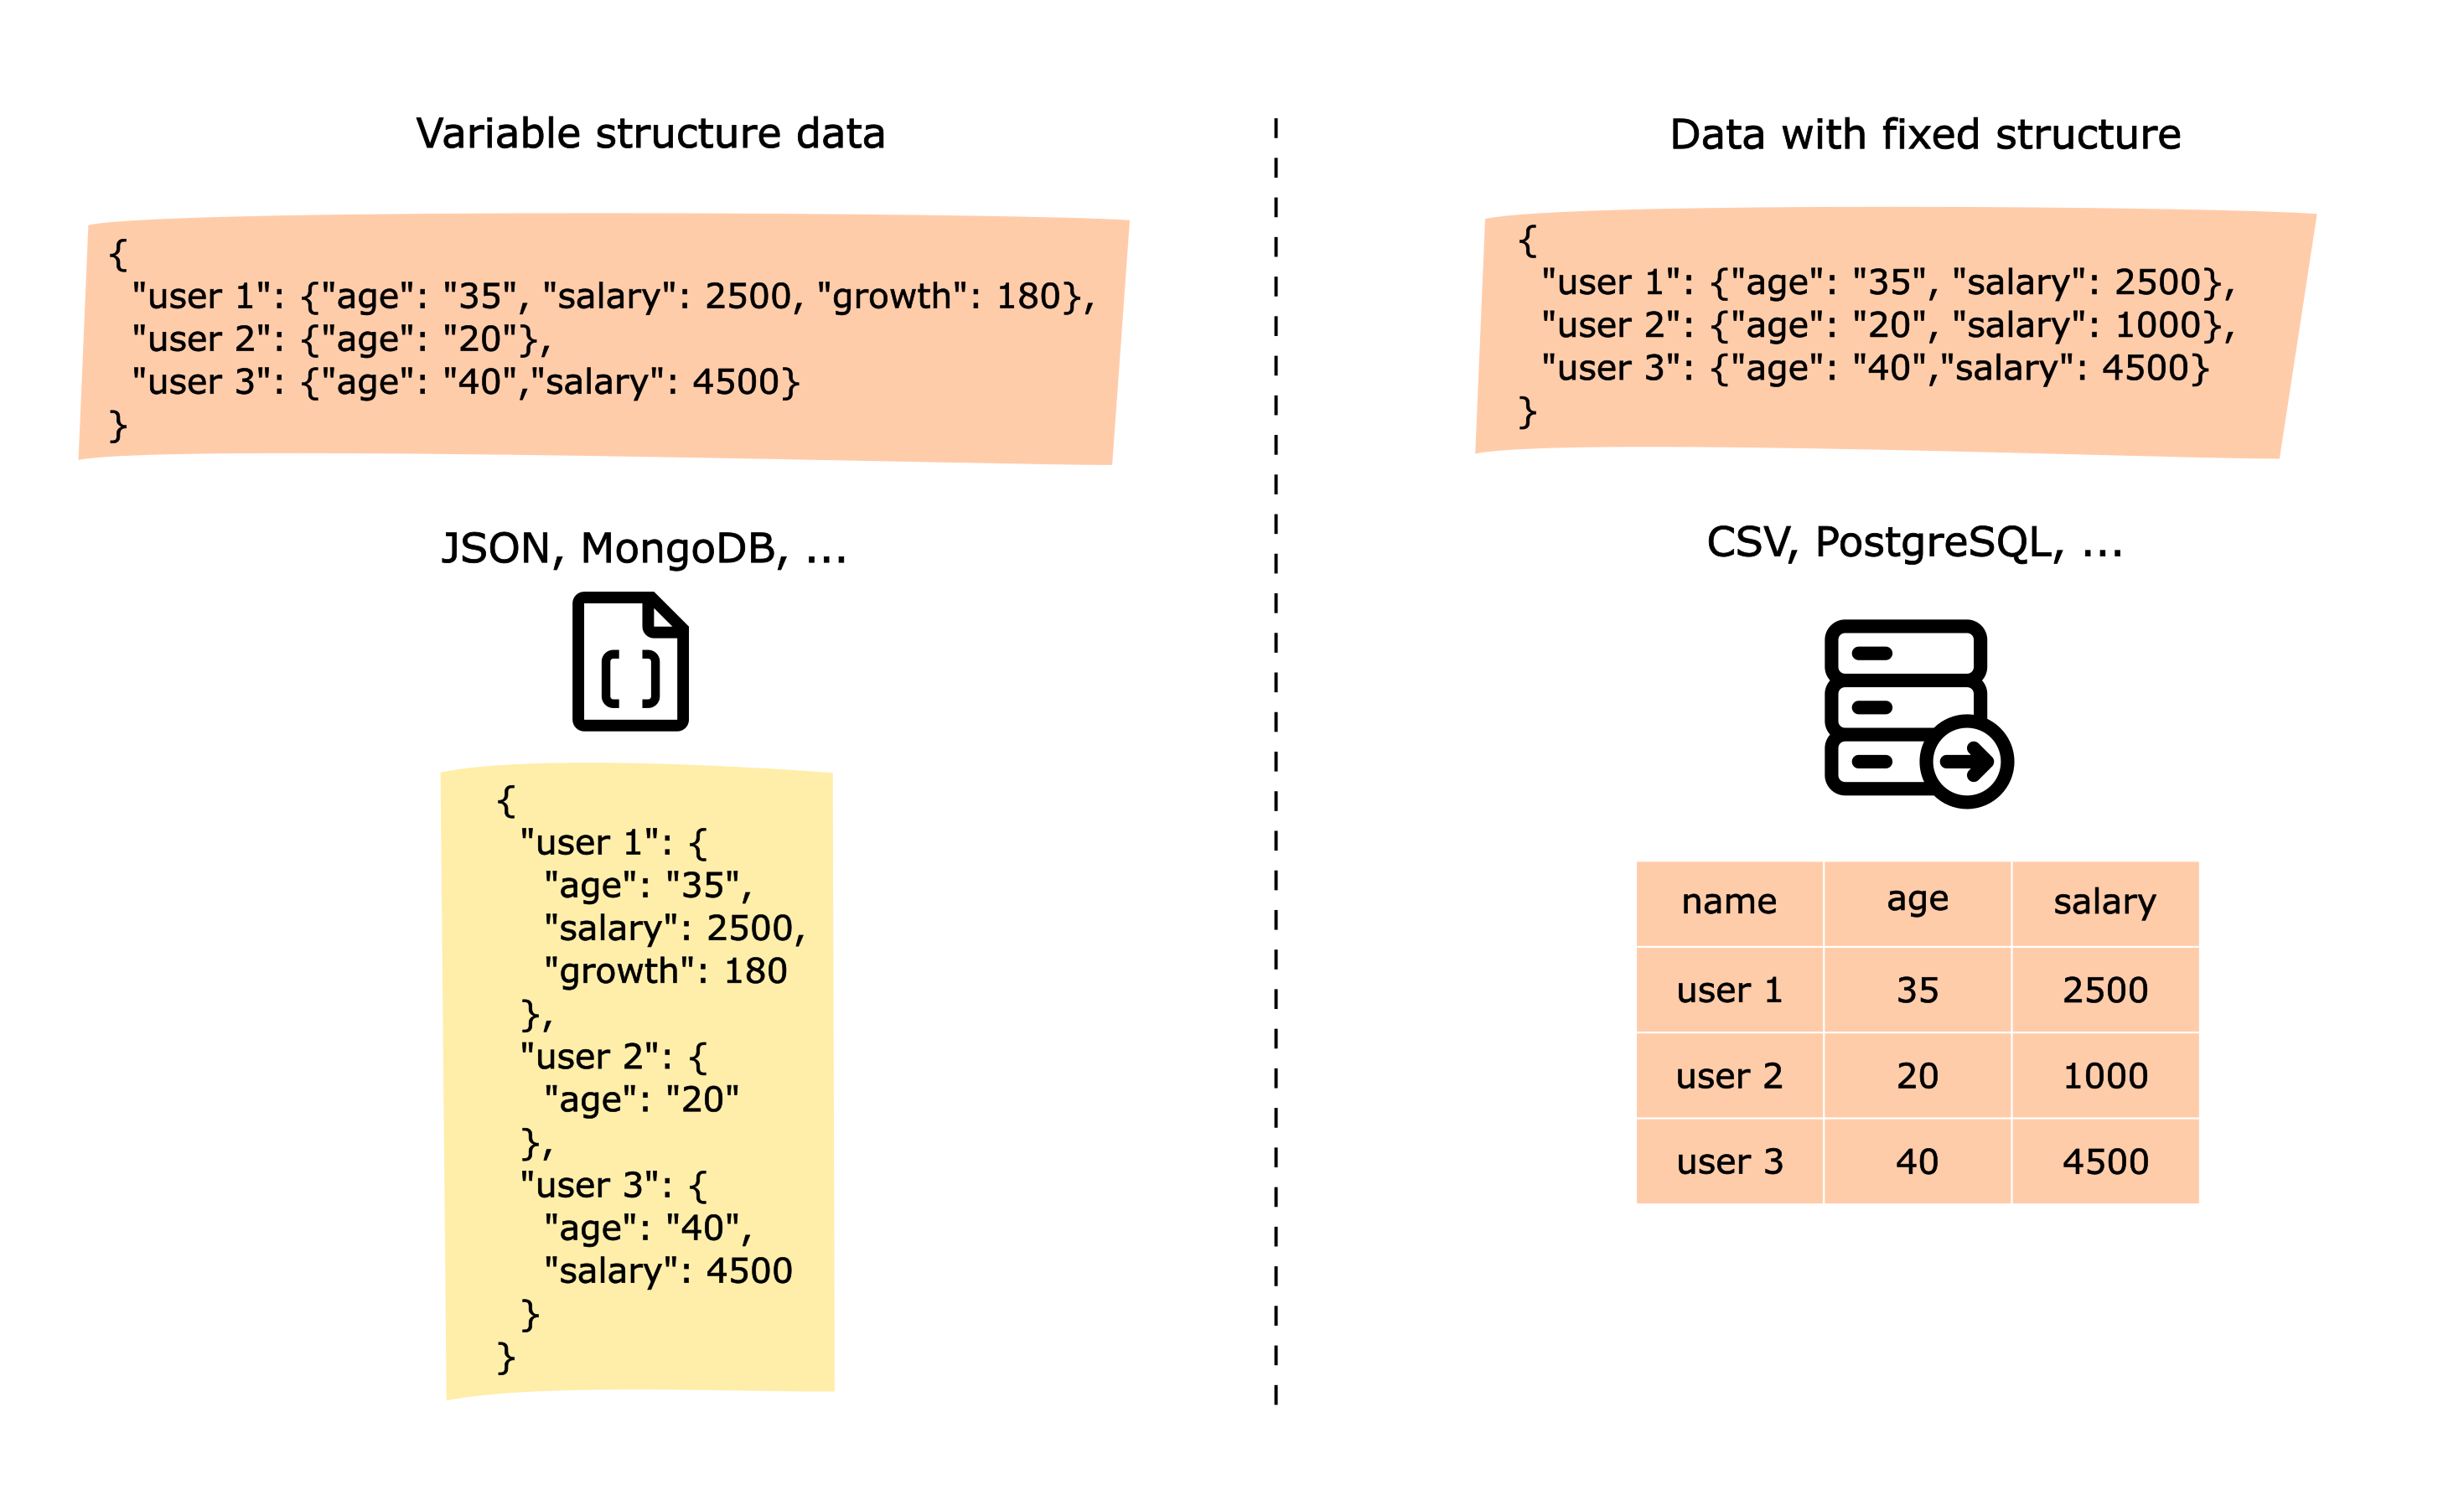 Variable structure data
{
"user 1": {"age": "35", "salary": 2500, "growth": 180},
"user 2": {"age": "20"},
"user 3": {"age": "40","salary": 4500}
}
JSON, MongoDB, ...
[ ]
{
"user 1": {
"age": "35",
"salary": 2500,
"growth": 180
},
"user 2": {
"age": "20"
},
"user 3": {
"age": "40",
"salary": 4500
}
}
Data with fixed structure
{
"user 1": {"age": "35", "salary": 2500},
"user 2": {"age": "20", "salary": 1000},
"user 3": {"age": "40","salary": 4500}
}
CSV, PostgreSQL, ...
name age salary
user 1 35 2500
user 2 20 1000
user 3 40 4500